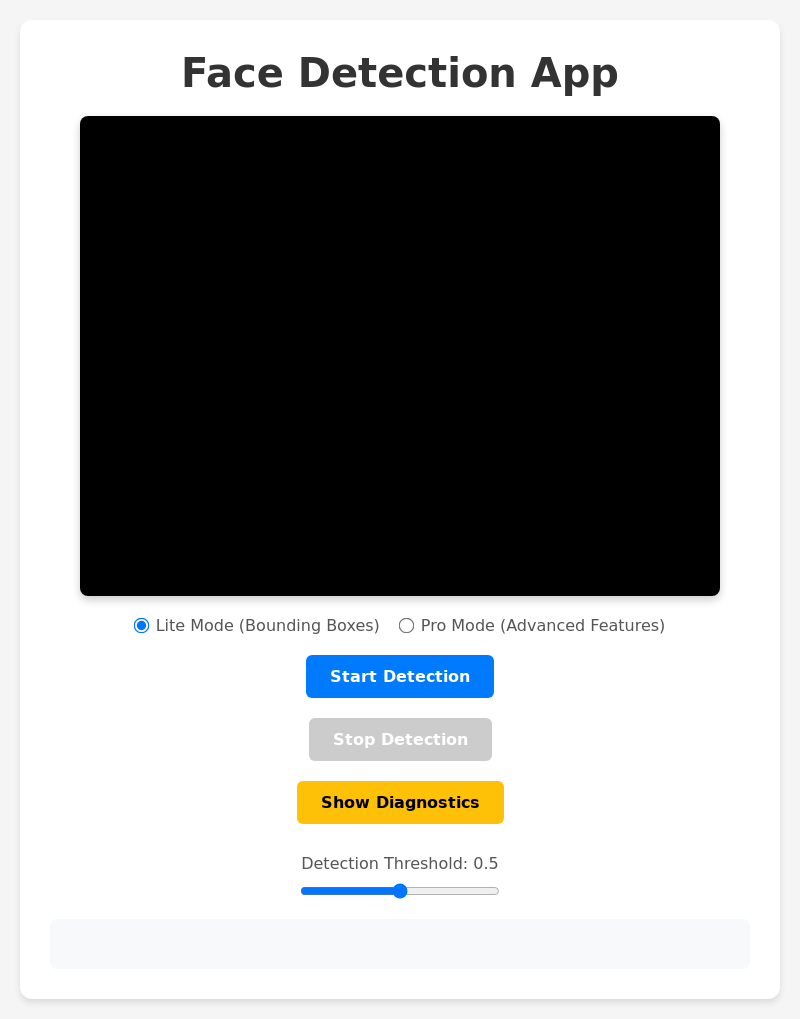 Face Detection App
Lite Mode (Bounding Boxes) Pro Mode (Advanced Features)
Start Detection
Stop Detection
Show Diagnostics
Detection Threshold: 0.5